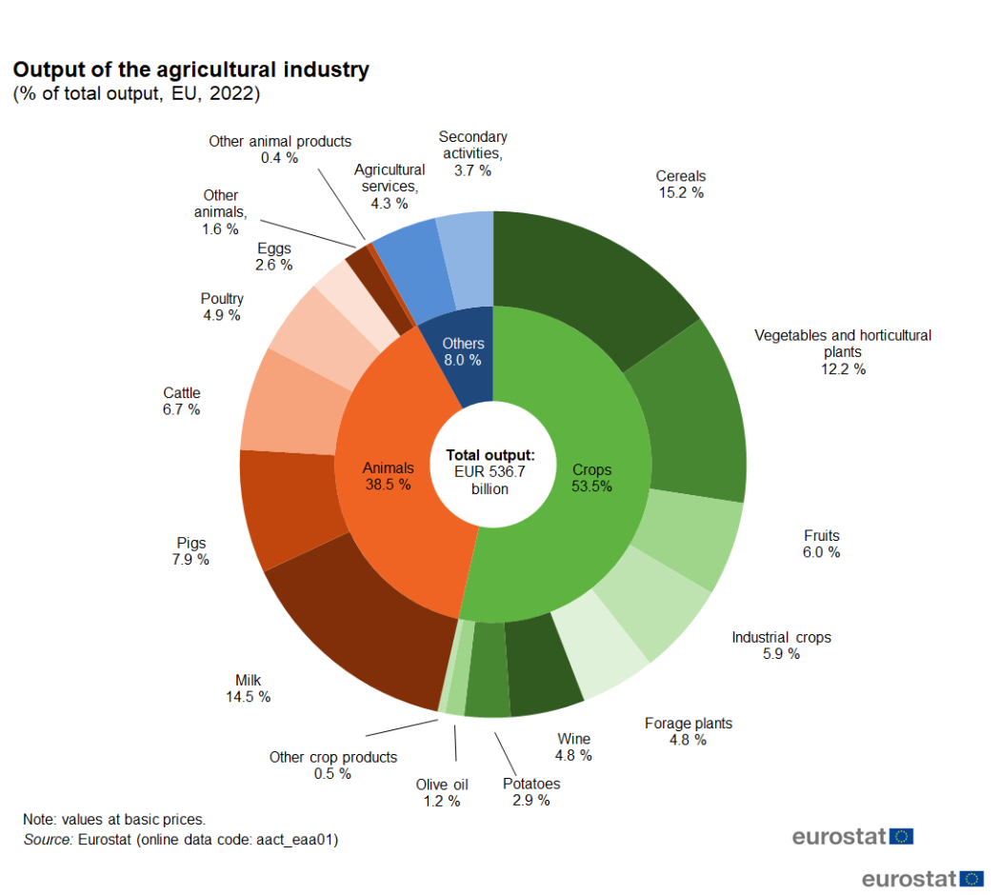 Output of the agricultural industry
(% of total output, EU, 2022)
Other animal products
0.4 %
Agricultural
services,
4.3 %
Secondary
activities,
3.7 %
Cereals
15.2 %
Vegetables and horticultural
plants
12.2 %
Fruits
6.0 %
Industrial crops
5.9 %
Forage plants
4.8 %
Wine
4.8 %
Potatoes
2.9 %
Olive oil
1.2 %
Other crop products
0.5 %
Milk
14.5 %
Pigs
7.9 %
Cattle
6.7 %
Poultry
4.9 %
Eggs
2.6 %
Other
animals,
1.6 %
Others
8.0 %
Animals
38.5 %
Total output:
EUR 536.7
billion
Crops
53.5%
Note: values at basic prices.
Source: Eurostat (online data code: aact_eaa01)
eurostat
eurostat